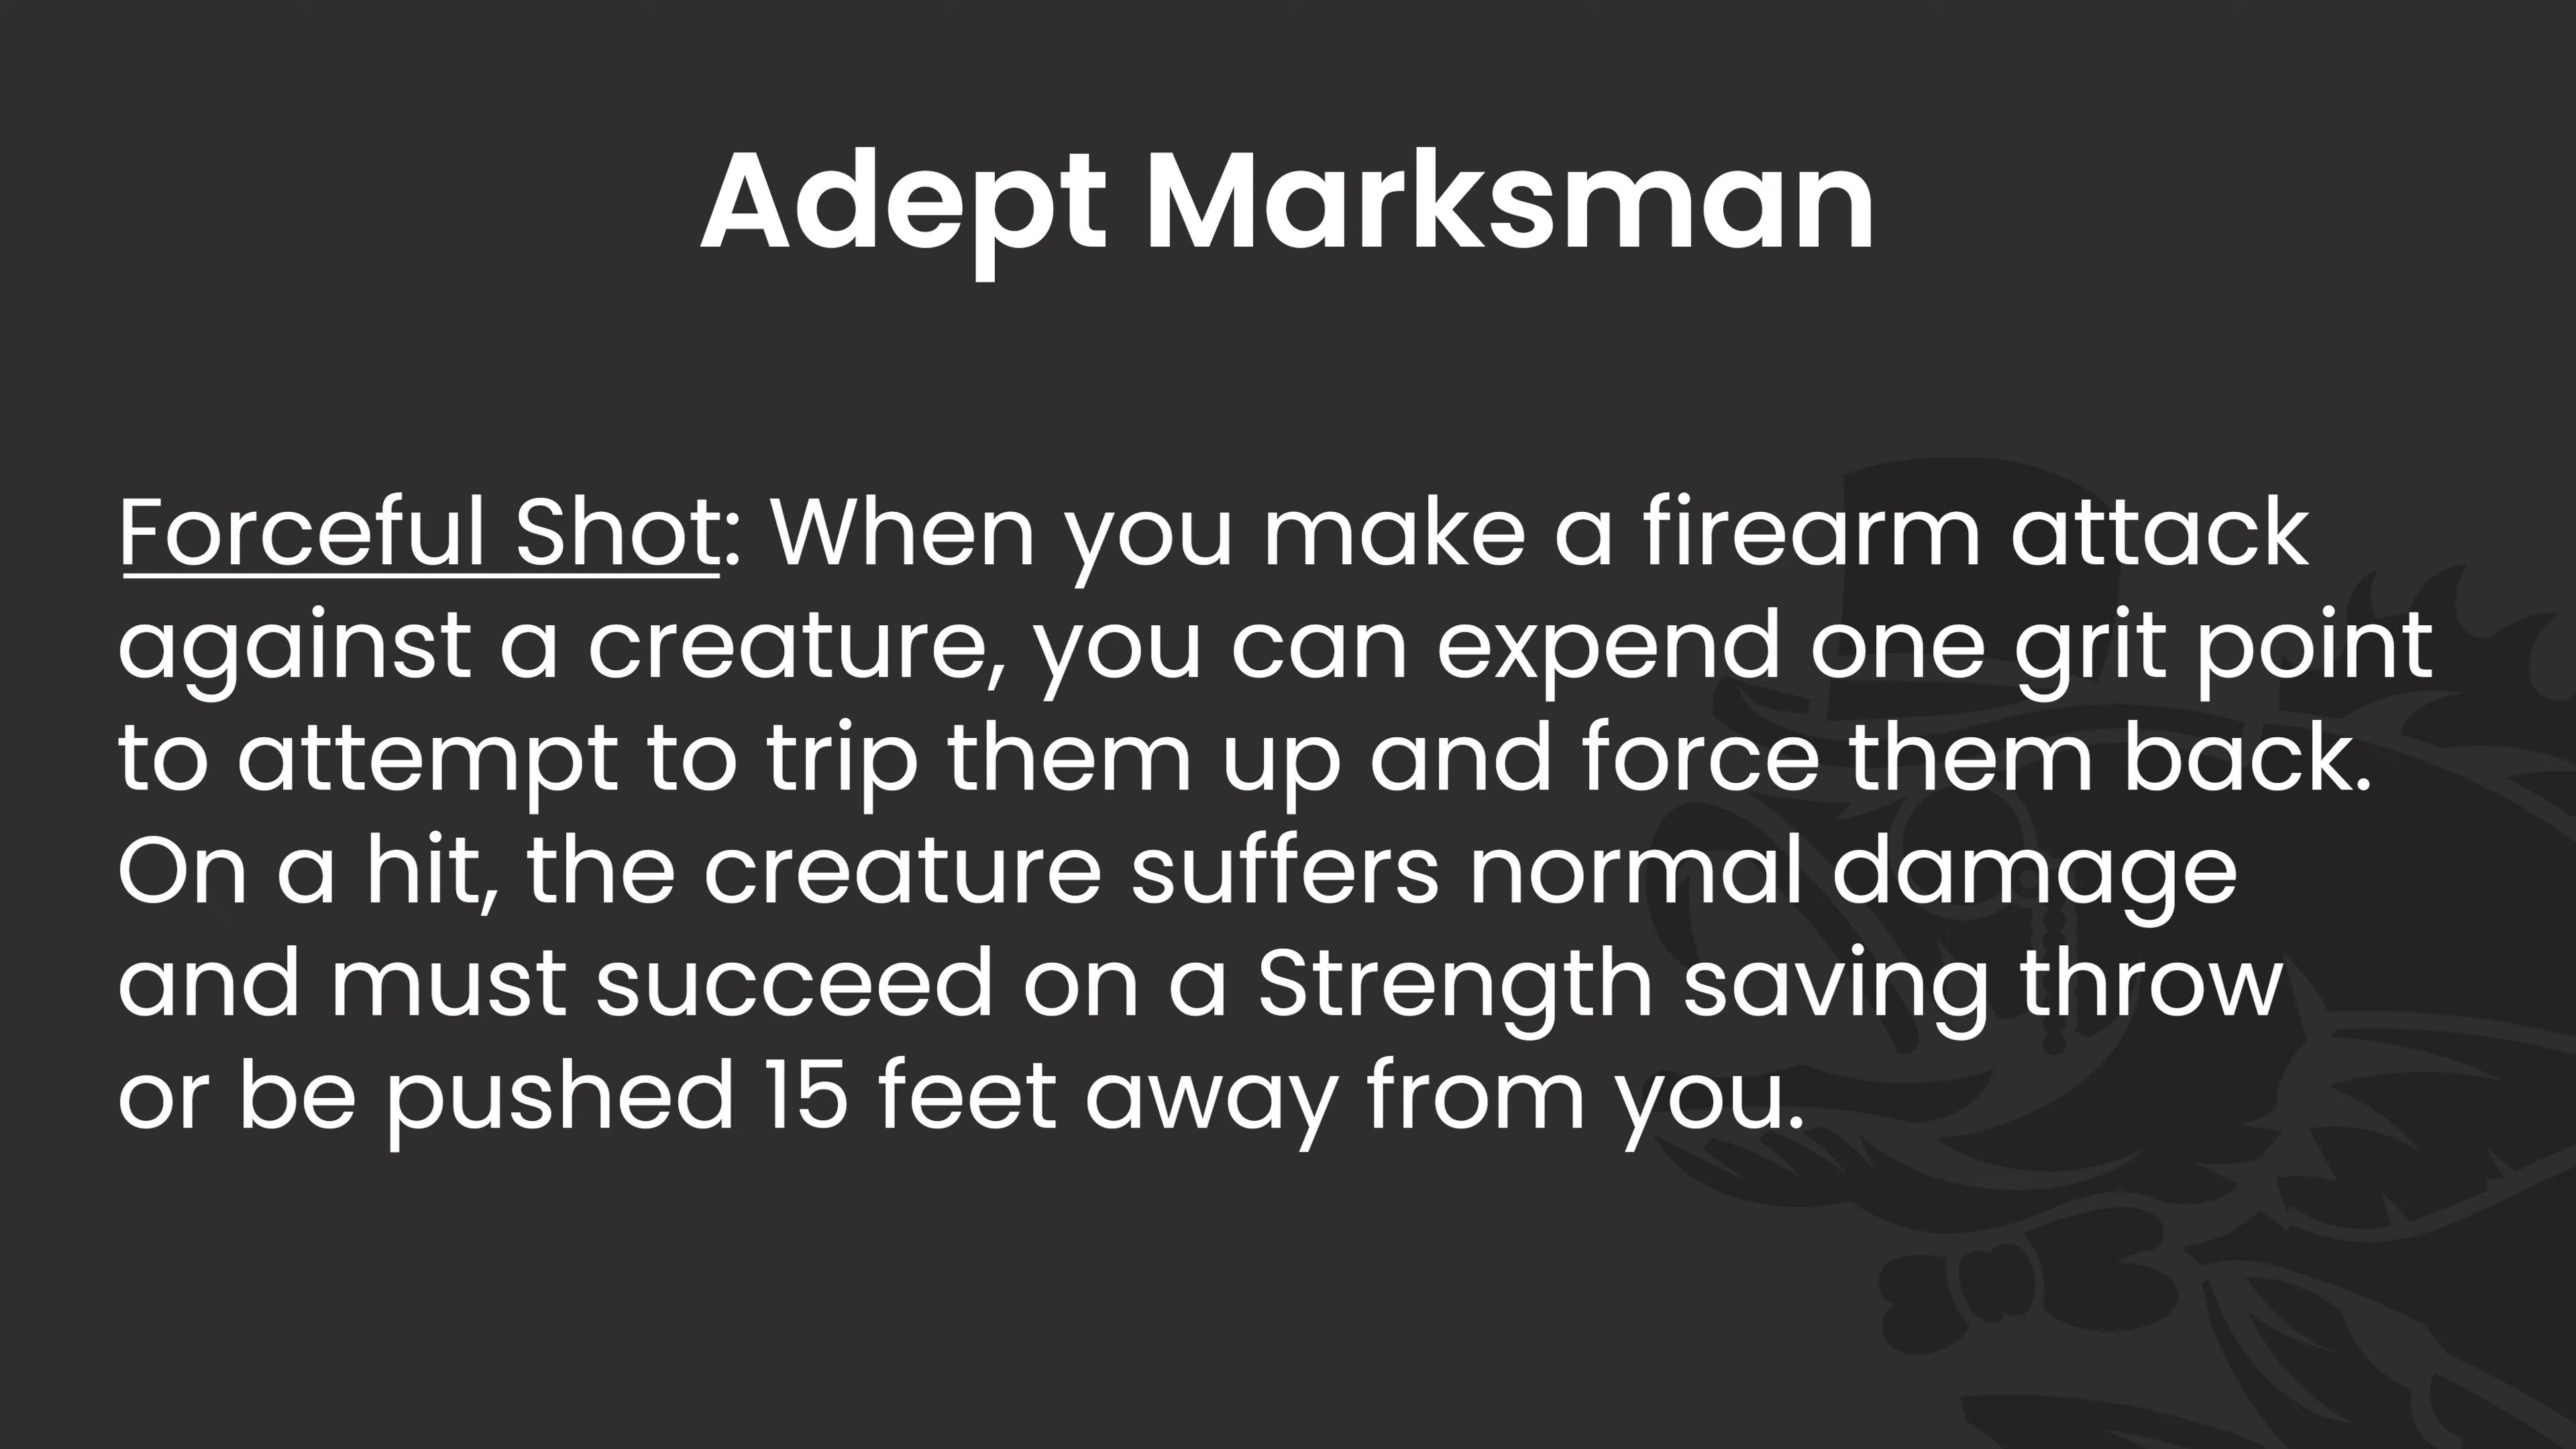 Adept Marksman
Forceful Shot: When you make a firearm attack
against a creature, you can expend one grit point
to attempt to trip them up and force them back.
On a hit, the creature suffers normal damage
and must succeed on a Strength saving throw
or be pushed 15 feet away from you.